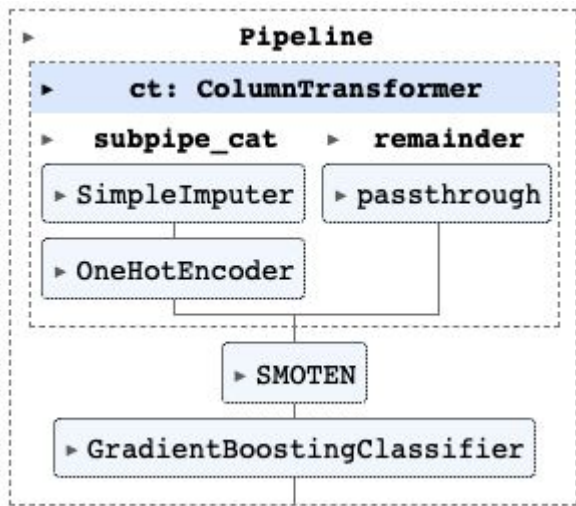 Pipeline
ct: ColumnTransformer
subpipe_cat remainder
SimpleImputer passthrough
OneHotEncoder
SMOTEN
GradientBoostingClassifier